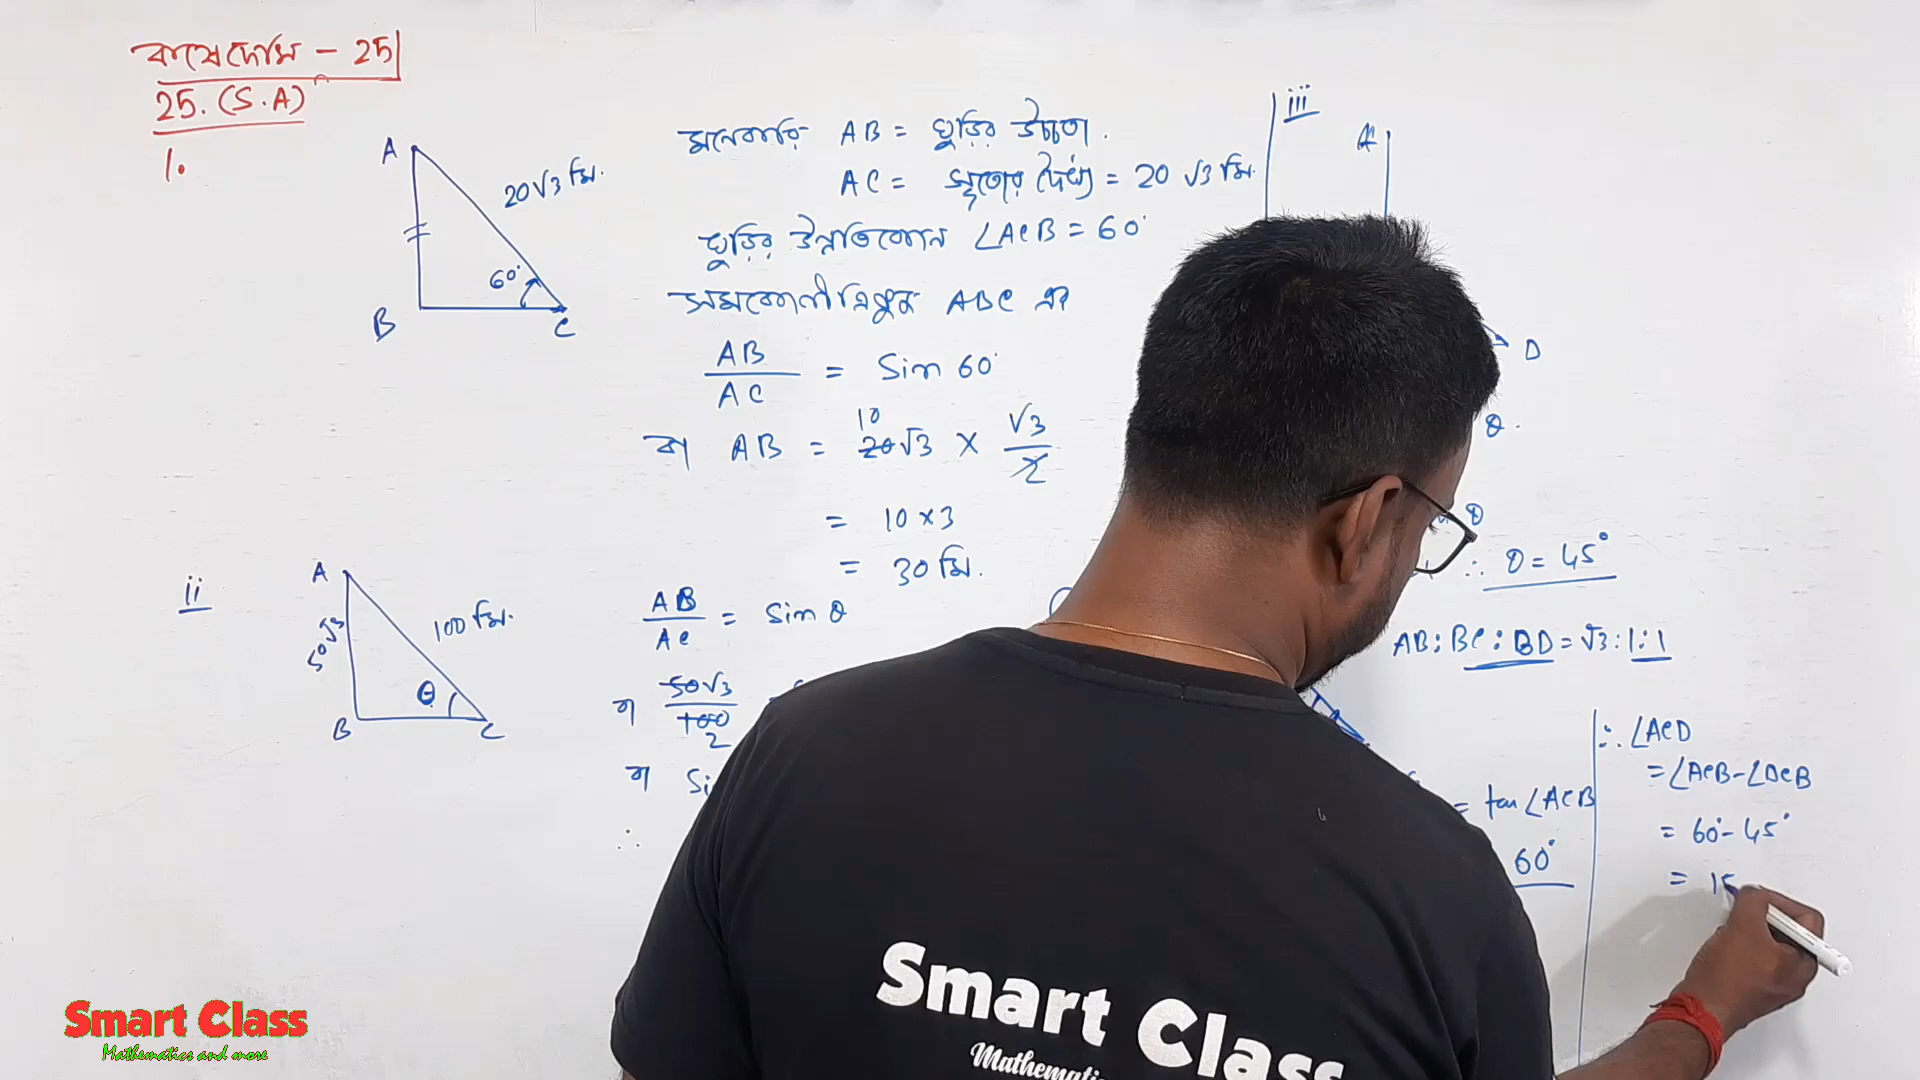 কষে দেখি - 25
25. (S.A)
1.
A
20√3 মি.
60°
B
C
মনেকরি AB = ঘুড়ির উচ্চতা.
AC = সুতোর দৈর্ঘ্য = 20 √3 মি.
ঘুড়ির উন্নতিকোন ∠ACB = 60°
সমকোণী ত্রিভুজ ABC এর
AB/AC = Sin 60°
বা AB = 20√3 × √3/2
10
= 10 × 3
= 30 মি.
ii
A
50√3
100 মি.
θ
B
C
AB/AC = Sin θ
বা 50√3/100
2
বা
∴
iii
A
D
θ.
θ
∴ θ = 45°
AB : BC : BD = √3 : 1 : 1
= tan ∠ACB
60°
∴ ∠ACD
= ∠ACB - ∠DCB
= 60° - 45°
= 15
Smart Class
Mathematics and more
Smart Class